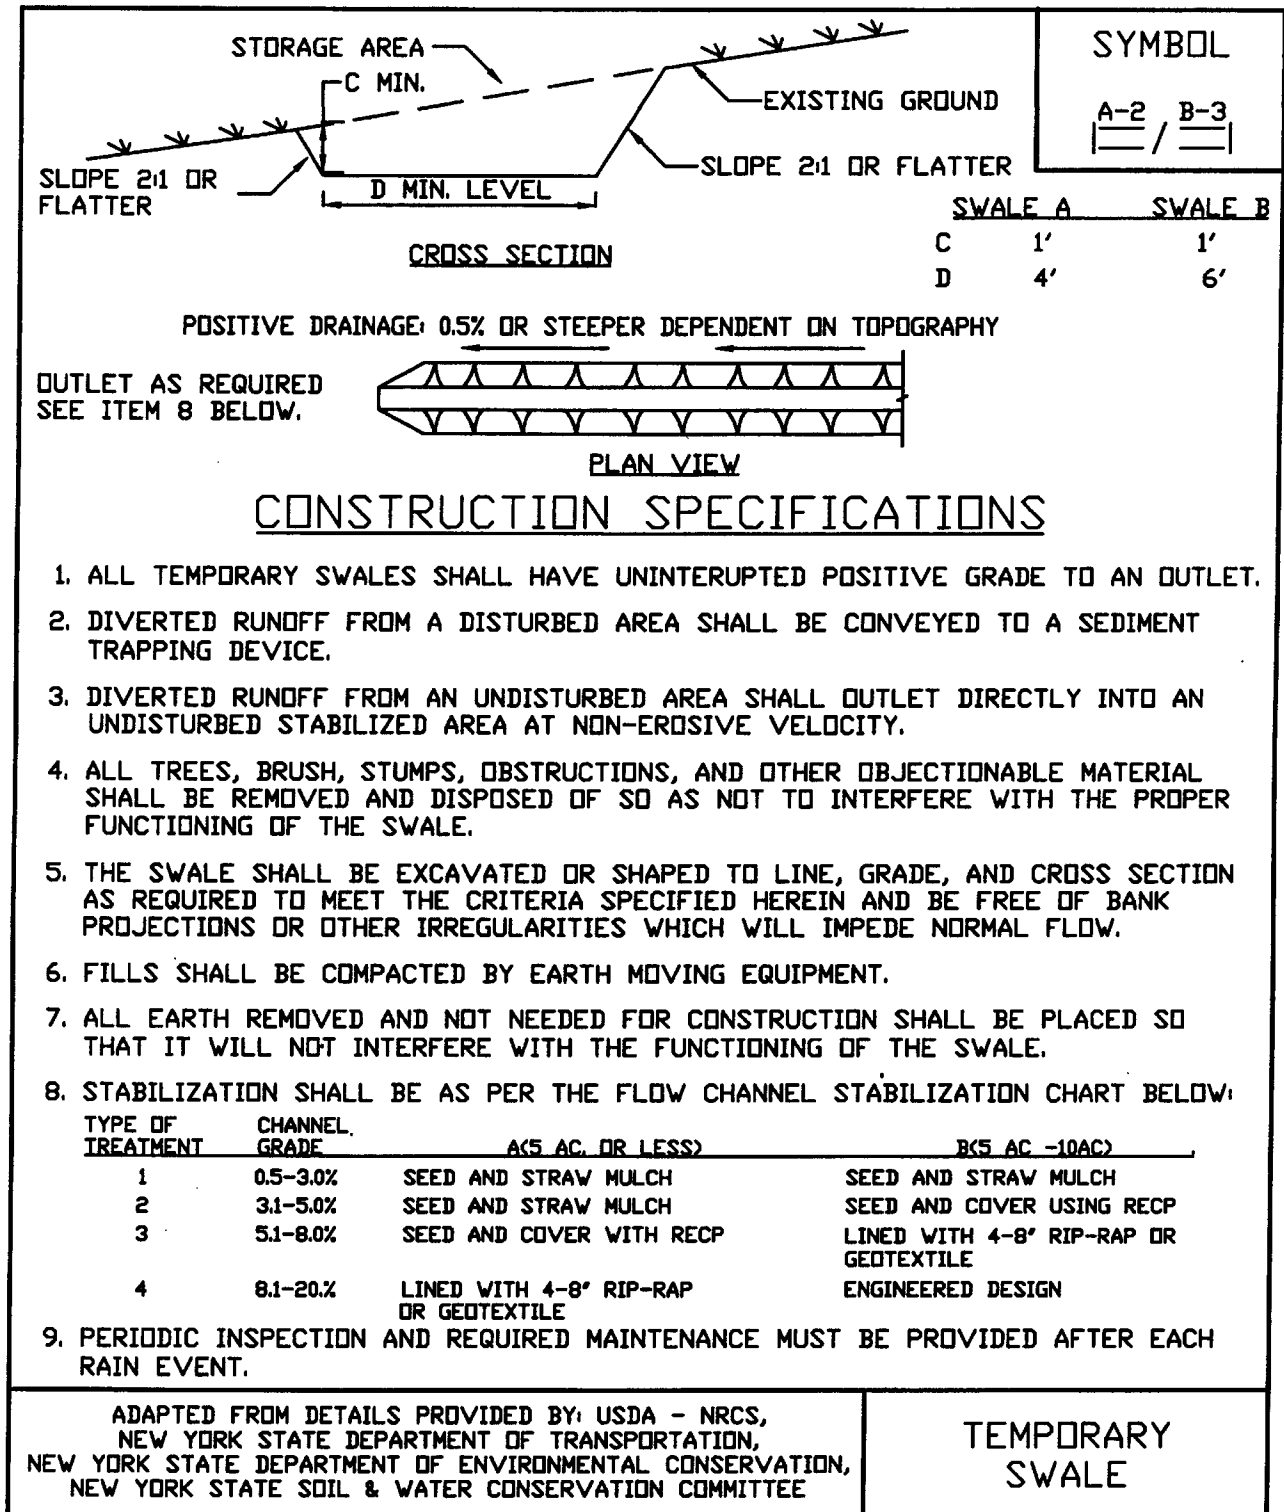 STORAGE AREA
C MIN.
EXISTING GROUND
SLOPE 2:1 OR
FLATTER
D MIN. LEVEL
SLOPE 2:1 OR FLATTER
CROSS SECTION
SYMBOL
A-2 / B-3
SWALE A SWALE B
C 1' 1'
D 4' 6'
POSITIVE DRAINAGE: 0.5% OR STEEPER DEPENDENT ON TOPOGRAPHY
OUTLET AS REQUIRED
SEE ITEM 8 BELOW.
PLAN VIEW
CONSTRUCTION SPECIFICATIONS
1. ALL TEMPORARY SWALES SHALL HAVE UNINTERUPTED POSITIVE GRADE TO AN OUTLET.
2. DIVERTED RUNOFF FROM A DISTURBED AREA SHALL BE CONVEYED TO A SEDIMENT
TRAPPING DEVICE.
3. DIVERTED RUNOFF FROM AN UNDISTURBED AREA SHALL OUTLET DIRECTLY INTO AN
UNDISTURBED STABILIZED AREA AT NON-EROSIVE VELOCITY.
4. ALL TREES, BRUSH, STUMPS, OBSTRUCTIONS, AND OTHER OBJECTIONABLE MATERIAL
SHALL BE REMOVED AND DISPOSED OF SO AS NOT TO INTERFERE WITH THE PROPER
FUNCTIONING OF THE SWALE.
5. THE SWALE SHALL BE EXCAVATED OR SHAPED TO LINE, GRADE, AND CROSS SECTION
AS REQUIRED TO MEET THE CRITERIA SPECIFIED HEREIN AND BE FREE OF BANK
PROJECTIONS OR OTHER IRREGULARITIES WHICH WILL IMPEDE NORMAL FLOW.
6. FILLS SHALL BE COMPACTED BY EARTH MOVING EQUIPMENT.
7. ALL EARTH REMOVED AND NOT NEEDED FOR CONSTRUCTION SHALL BE PLACED SO
THAT IT WILL NOT INTERFERE WITH THE FUNCTIONING OF THE SWALE.
8. STABILIZATION SHALL BE AS PER THE FLOW CHANNEL STABILIZATION CHART BELOW:
TYPE OF CHANNEL
TREATMENT GRADE A(5 AC. OR LESS) B(5 AC -10AC)
1 0.5-3.0% SEED AND STRAW MULCH SEED AND STRAW MULCH
2 3.1-5.0% SEED AND STRAW MULCH SEED AND COVER USING RECP
3 5.1-8.0% SEED AND COVER WITH RECP LINED WITH 4-8" RIP-RAP OR
GEOTEXTILE
4 8.1-20.% LINED WITH 4-8" RIP-RAP ENGINEERED DESIGN
OR GEOTEXTILE
9. PERIODIC INSPECTION AND REQUIRED MAINTENANCE MUST BE PROVIDED AFTER EACH
RAIN EVENT.
ADAPTED FROM DETAILS PROVIDED BY: USDA - NRCS,
NEW YORK STATE DEPARTMENT OF TRANSPORTATION,
NEW YORK STATE DEPARTMENT OF ENVIRONMENTAL CONSERVATION,
NEW YORK STATE SOIL & WATER CONSERVATION COMMITTEE
TEMPORARY
SWALE